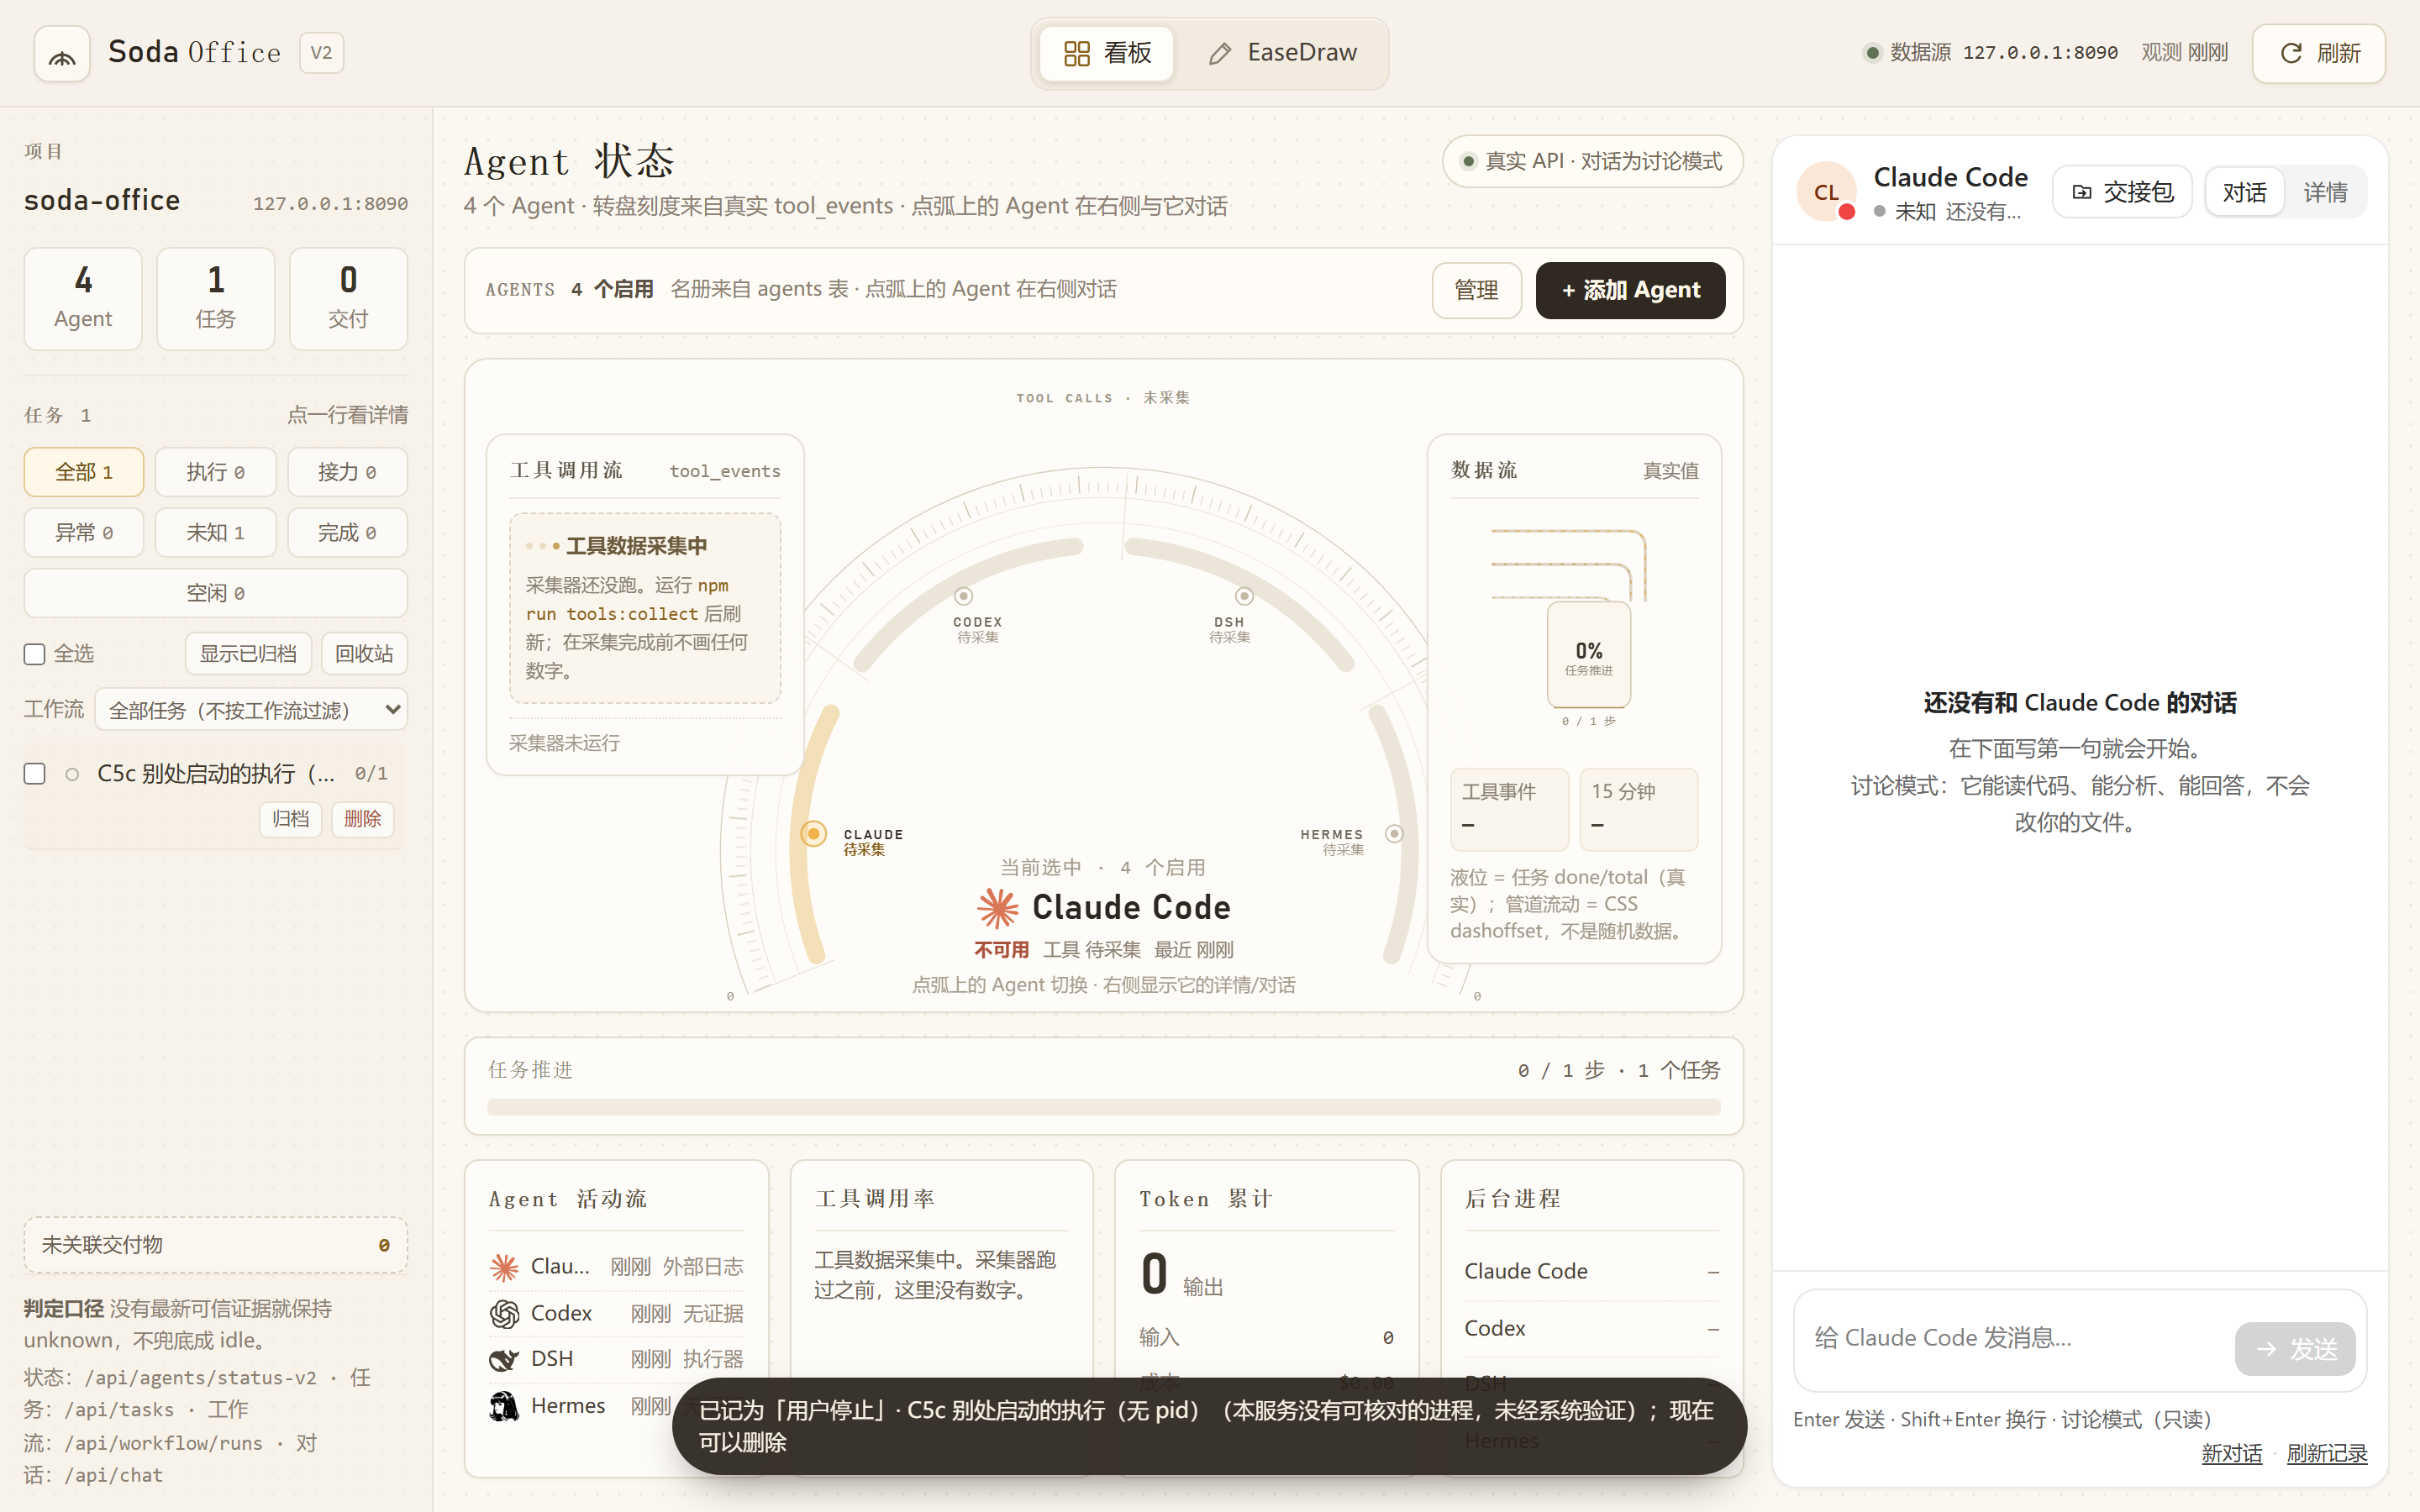 Soda Office V2
看板
EaseDraw
数据源 127.0.0.1:8090 观测 刚刚
刷新
项目
soda-office 127.0.0.1:8090
4 Agent
1 任务
0 交付
任务 1 点一行看详情
全部 1 执行 0 接力 0
异常 0 未知 1 完成 0
空闲 0
全选 显示已归档 回收站
工作流 全部任务（不按工作流过滤）
C5c 别处启动的执行（... 0/1
归档 删除
未关联交付物 0
判定口径 没有最新可信证据就保持
unknown，不兜底成 idle。
状态：/api/agents/status-v2 · 任
务：/api/tasks · 工作
流：/api/workflow/runs · 对
话：/api/chat
Agent 状态
4 个 Agent · 转盘刻度来自真实 tool_events · 点弧上的 Agent 在右侧与它对话
真实 API · 对话为讨论模式
AGENTS 4 个启用 名册来自 agents 表 · 点弧上的 Agent 在右侧对话
管理
+ 添加 Agent
TOOL CALLS · 未采集
工具调用流 tool_events
工具数据采集中
采集器还没跑。运行 npm
run tools:collect 后刷
新；在采集完成前不画任何
数字。
采集器未运行
CODEX
待采集
DSH
待采集
CLAUDE
待采集
HERMES
待采集
当前选中 · 4 个启用
Claude Code
不可用 工具 待采集 最近 刚刚
点弧上的 Agent 切换 · 右侧显示它的详情/对话
0
0
数据流 真实值
0%
任务推进
0 / 1 步
工具事件
–
15 分钟
–
液位 = 任务 done/total（真
实）；管道流动 = CSS
dashoffset，不是随机数据。
任务推进 0 / 1 步 · 1 个任务
Agent 活动流
Clau... 刚刚 外部日志
Codex 刚刚 无证据
DSH 刚刚 执行器
Hermes 刚刚
工具调用率
工具数据采集中。采集器跑
过之前，这里没有数字。
Token 累计
0 输出
输入 0
成本 $0.00
后台进程
Claude Code –
Codex –
DSH
Hermes –
已记为「用户停止」· C5c 别处启动的执行（无 pid）（本服务没有可核对的进程，未经系统验证）；现在
可以删除
CL
Claude Code
未知 还没有...
交接包
对话 详情
还没有和 Claude Code 的对话
在下面写第一句就会开始。
讨论模式：它能读代码、能分析、能回答，不会
改你的文件。
给 Claude Code 发消息...
发送
Enter 发送 · Shift+Enter 换行 · 讨论模式（只读）
新对话 · 刷新记录